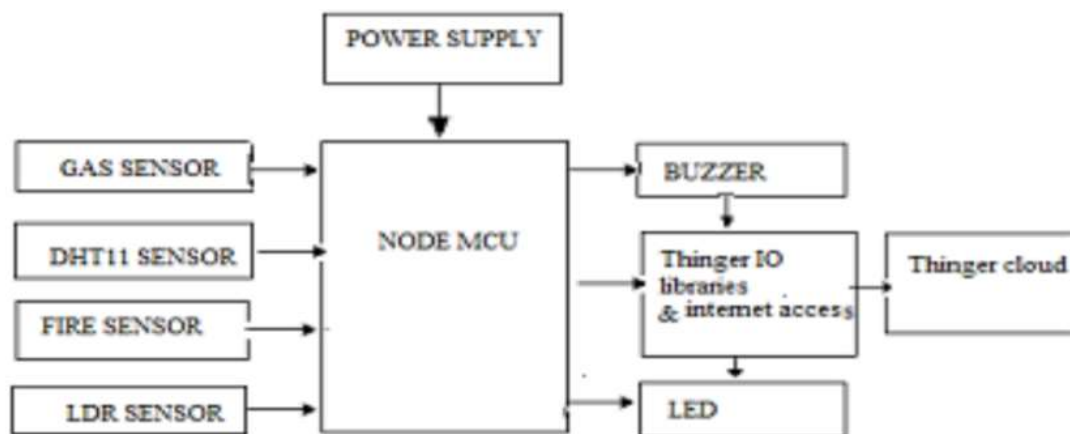 POWER SUPPLY
GAS SENSOR
DHT11 SENSOR
FIRE SENSOR
LDR SENSOR
NODE MCU
BUZZER
Thinger IO
libraries
& internet access
LED
Thinger cloud